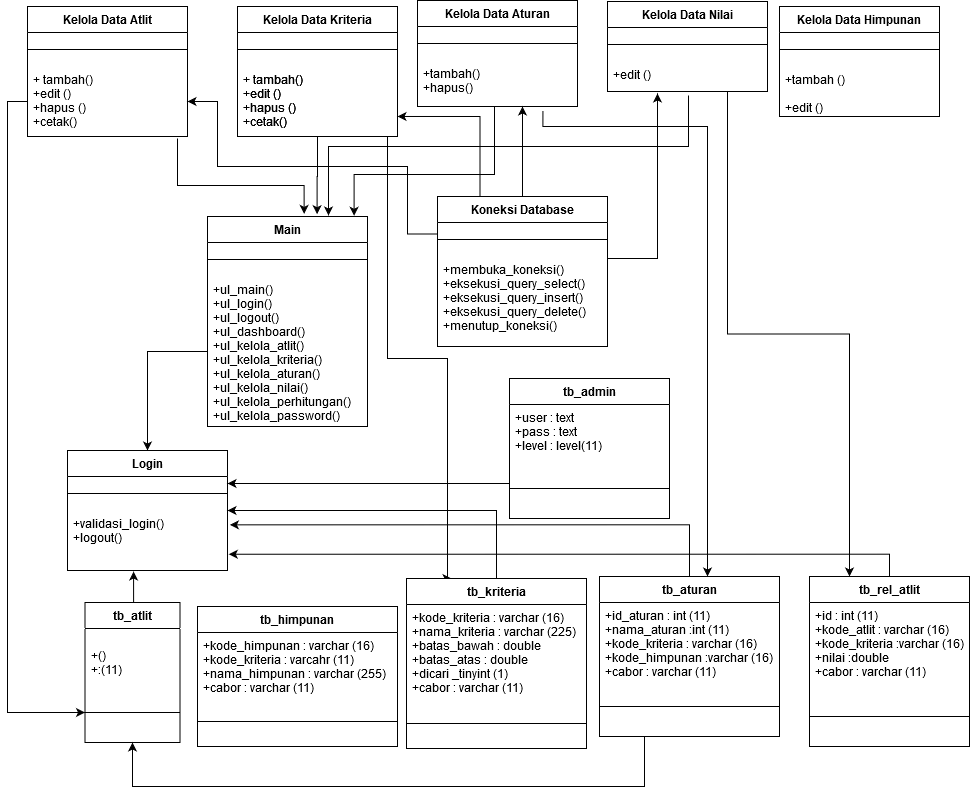 Kelola Data Atlit
+ tambah()
+edit ()
+hapus ()
+cetak()
Kelola Data Kriteria
+ tambah()
+edit ()
+hapus ()
+cetak()
Kelola Data Aturan
+tambah()
+hapus()
Kelola Data Nilai
+edit ()
Kelola Data Himpunan
+tambah ()
+edit ()
Main
+ul_main()
+ul_login()
+ul_logout()
+ul_dashboard()
+ul_kelola_atlit()
+ul_kelola_kriteria()
+ul_kelola_aturan()
+ul_kelola_nilai()
+ul_kelola_perhitungan()
+ul_kelola_password()
Koneksi Database
+membuka_koneksi()
+eksekusi_query_select()
+eksekusi_query_insert()
+eksekusi_query_delete()
+menutup_koneksi()
tb_admin
+user : text
+pass : text
+level : level(11)
Login
+validasi_login()
+logout()
tb_atlit
+()
+:(11)
tb_himpunan
+kode_himpunan : varchar (16)
+kode_kriteria : varcahr (11)
+nama_himpunan : varchar (255)
+cabor : varchar (11)
tb_kriteria
+kode_kriteria : varchar (16)
+nama_kriteria : varchar (225)
+batas_bawah : double
+batas_atas : double
+dicari _tinyint (1)
+cabor : varchar (11)
tb_aturan
+id_aturan : int (11)
+nama_aturan :int (11)
+kode_kriteria : varchar (16)
+kode_himpunan :varchar (16)
+cabor : varchar (11)
tb_rel_atlit
+id : int (11)
+kode_atlit : varchar (16)
+kode_kriteria : varchar (16)
+nilai :double
+cabor : varchar (11)